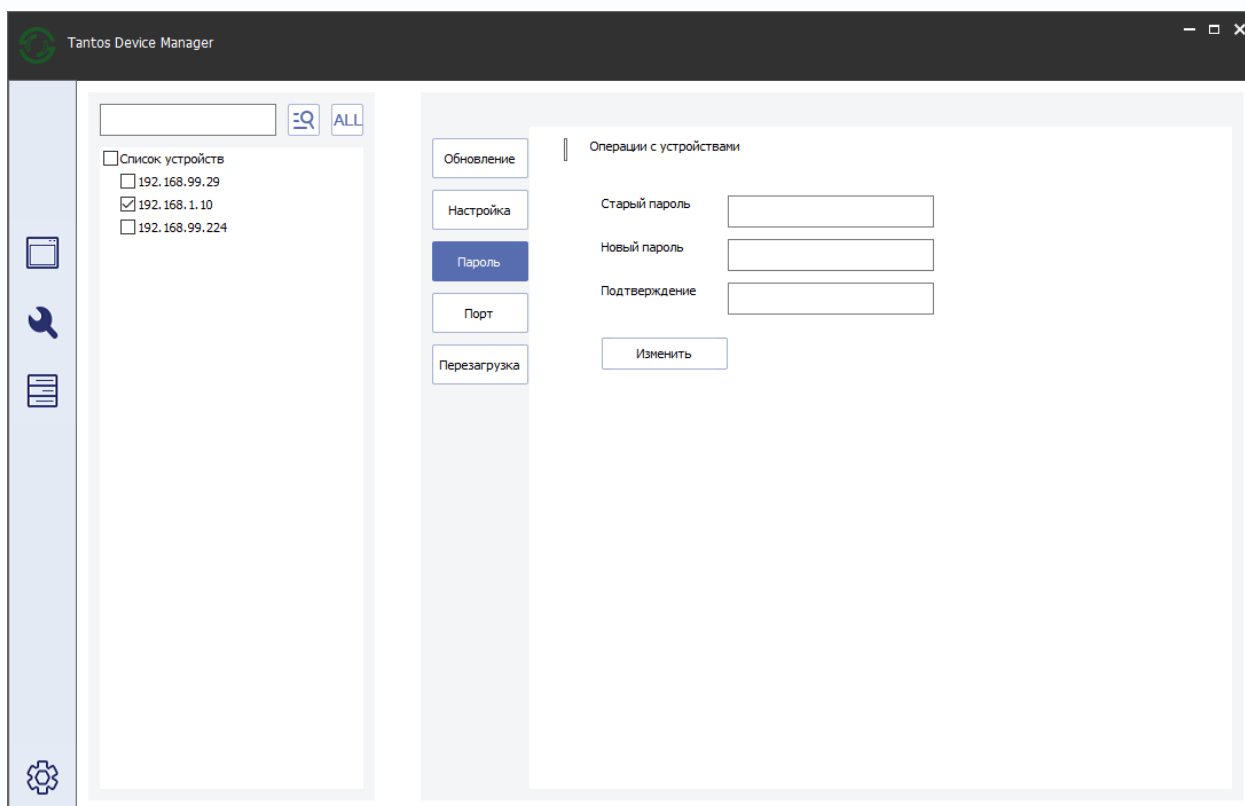 Tantos Device Manager
ALL
Список устройств
192.168.99.29
192.168.1.10
192.168.99.224
Обновление
Настройка
Пароль
Порт
Перезагрузка
Операции с устройствами
Старый пароль
Новый пароль
Подтверждение
Изменить